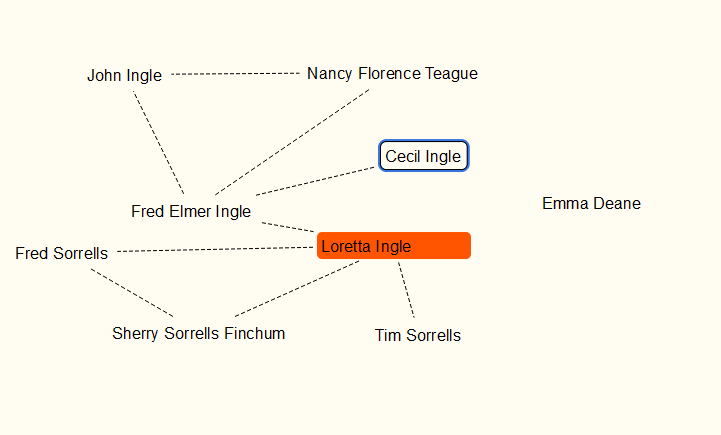 John Ingle
Nancy Florence Teague
Cecil Ingle
Emma Deane
Fred Elmer Ingle
Loretta Ingle
Fred Sorrells
Sherry Sorrells Finchum
Tim Sorrells